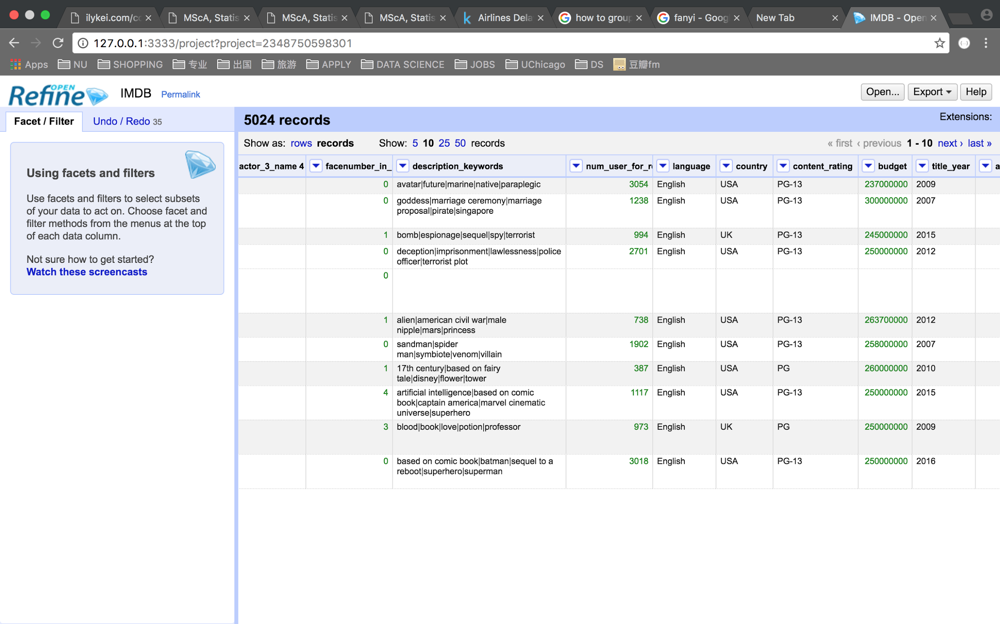 ilykei.com/cc
MScA, Statis
MScA, Statis
MScA, Statis
Airlines Dela
how to group
fanyi - Goog
New Tab
IMDB - Open
127.0.0.1:3333/project?project=2348750598301
Apps NU SHOPPING 专业 出国 旅游 APPLY DATA SCIENCE JOBS UChicago DS 豆瓣fm
OPEN
Refine IMDB Permalink Open... Export Help
Facet / Filter Undo / Redo 35
5024 records Extensions:
Show as: rows records Show: 5 10 25 50 records « first ‹ previous 1 - 10 next › last »
Using facets and filters
Use facets and filters to select subsets
of your data to act on. Choose facet and
filter methods from the menus at the top
of each data column.
Not sure how to get started?
Watch these screencasts
actor_3_name 4 facenumber_in_ description_keywords num_user_for_re language country content_rating budget title_year a
0 avatar|future|marine|native|paraplegic 3054 English USA PG-13 237000000 2009
0 goddess|marriage ceremony|marriage 1238 English USA PG-13 300000000 2007
proposal|pirate|singapore
1 bomb|espionage|sequel|spy|terrorist 994 English UK PG-13 245000000 2015
0 deception|imprisonment|lawlessness|police 2701 English USA PG-13 250000000 2012
officer|terrorist plot
0
1 alien|american civil war|male 738 English USA PG-13 263700000 2012
nipple|mars|princess
0 sandman|spider 1902 English USA PG-13 258000000 2007
man|symbiote|venom|villain
1 17th century|based on fairy 387 English USA PG 260000000 2010
tale|disney|flower|tower
4 artificial intelligence|based on comic 1117 English USA PG-13 250000000 2015
book|captain america|marvel cinematic
universe|superhero
3 blood|book|love|potion|professor 973 English UK PG 250000000 2009
0 based on comic book|batman|sequel to a 3018 English USA PG-13 250000000 2016
reboot|superhero|superman